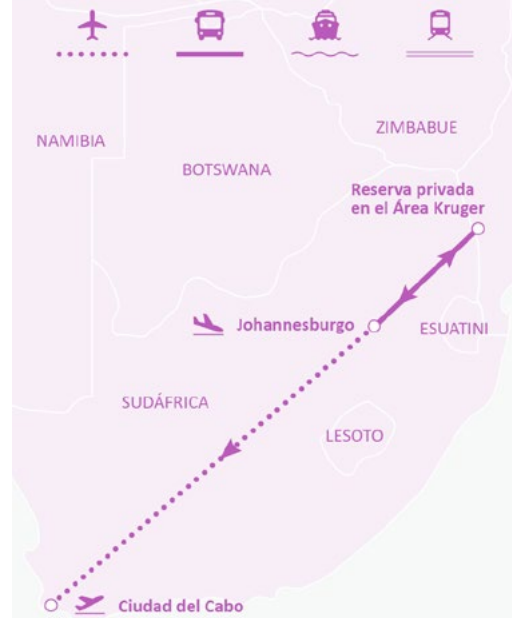 ZIMBABUE
NAMIBIA
BOTSWANA
Reserva privada
en el Área Kruger
Johannesburgo
ESUATINI
SUDÁFRICA
LESOTO
Ciudad del Cabo